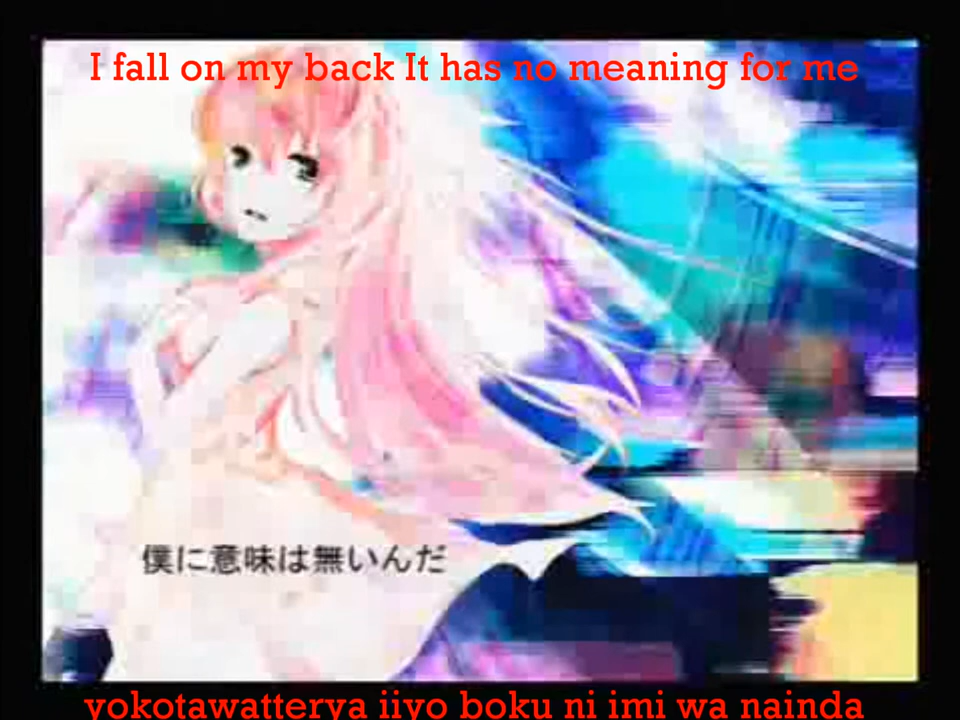 I fall on my back It has no meaning for me
僕に意味は無いんだ
yokotawatterya iiyo boku ni imi wa nainda